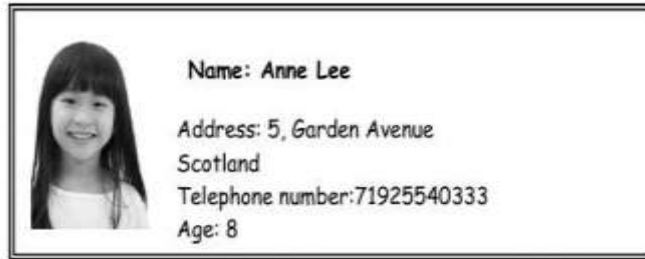 Name: Anne Lee
Address: 5, Garden Avenue
Scotland
Telephone number:71925540333
Age: 8